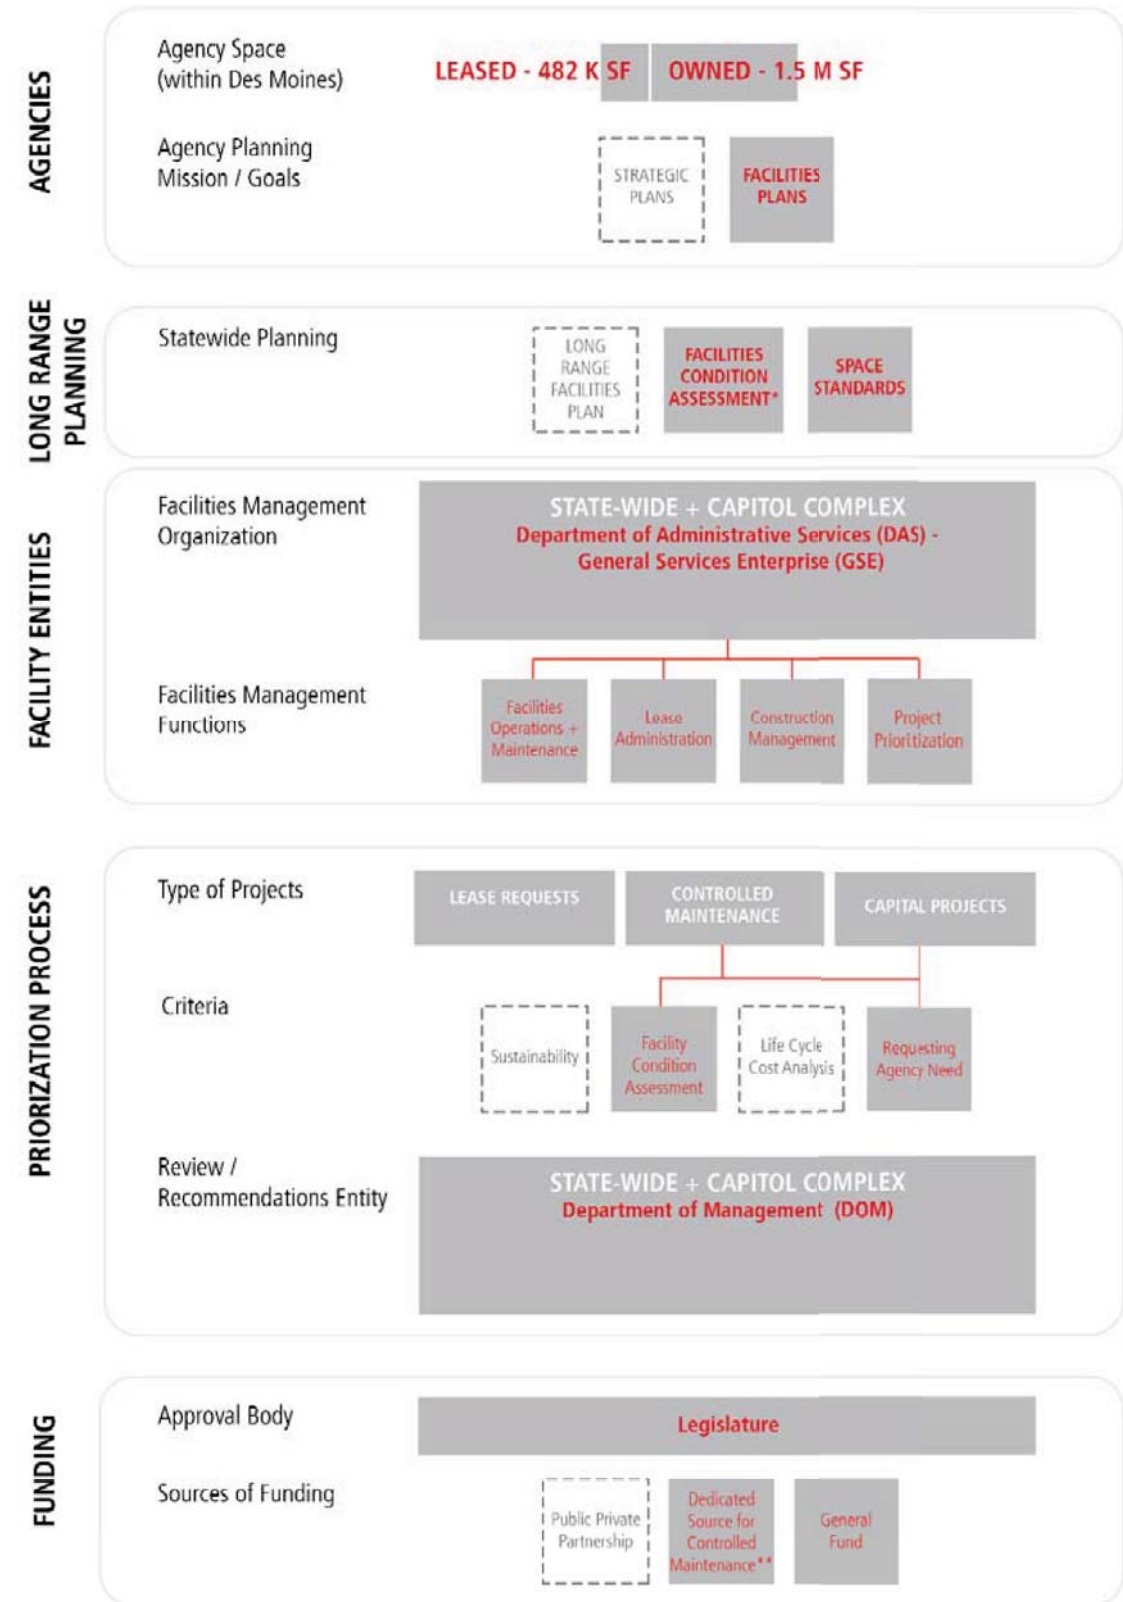 AGENCIES
Agency Space
(within Des Moines)
LEASED - 482 K SF
OWNED - 1.5 M SF
Agency Planning
Mission / Goals
STRATEGIC
PLANS
FACILITIES
PLANS
LONG RANGE
PLANNING
Statewide Planning
LONG
RANGE
FACILITIES
PLAN
FACILITIES
CONDITION
ASSESSMENT*
SPACE
STANDARDS
FACILITY ENTITIES
Facilities Management
Organization
STATE-WIDE + CAPITOL COMPLEX
Department of Administrative Services (DAS) -
General Services Enterprise (GSE)
Facilities Management
Functions
Facilities
Operations +
Maintenance
Lease
Administration
Construction
Management
Project
Prioritization
PRIORIZATION PROCESS
Type of Projects
LEASE REQUESTS
CONTROLLED
MAINTENANCE
CAPITAL PROJECTS
Criteria
Sustainability
Facility
Condition
Assessment
Life Cycle
Cost Analysis
Requesting
Agency Need
Review /
Recommendations Entity
STATE-WIDE + CAPITOL COMPLEX
Department of Management (DOM)
FUNDING
Approval Body
Legislature
Sources of Funding
Public Private
Partnership
Dedicated
Source for
Controlled
Maintenance**
General
Fund